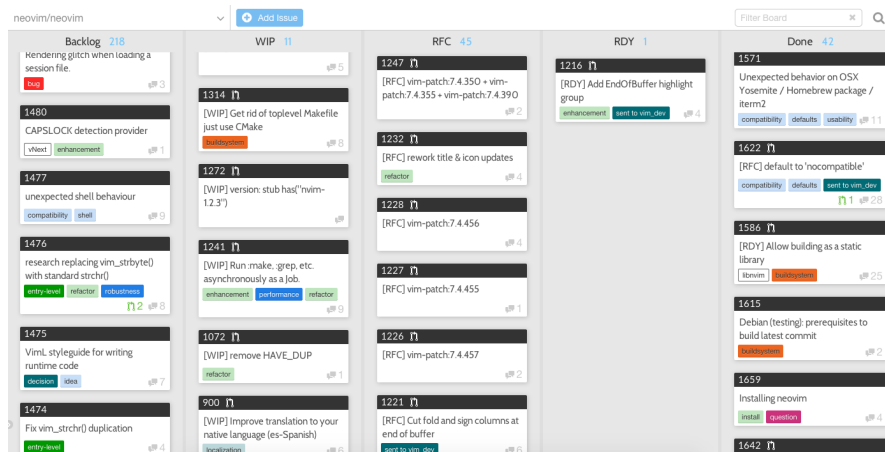 neovim/neovim
Add Issue
Filter Board
Backlog 218
Rendering glitch when loading a
session file.
bug
3
1480
CAPSLOCK detection provider
vNext enhancement
1
1477
unexpected shell behaviour
compatibility shell
9
1476
research replacing vim_strbyte()
with standard strchr()
entry-level refactor robustness
2 8
1475
VimL styleguide for writing
runtime code
decision idea
7
1474
Fix vim_strchr() duplication
entry-level
4
WIP 11
5
1314
[WIP] Get rid of toplevel Makefile
just use CMake
buildsystem
8
1272
[WIP] version: stub has("nvim-
1.2.3")
1241
[WIP] Run :make, :grep, etc.
asynchronously as a Job.
enhancement performance refactor
9
1072
[WIP] remove HAVE_DUP
refactor
1
900
[WIP] Improve translation to your
native language (es-Spanish)
localization
6
RFC 45
1247
[RFC] vim-patch:7.4.350 + vim-
patch:7.4.355 + vim-patch:7.4.390
2
1232
[RFC] rework title & icon updates
refactor
4
1228
[RFC] vim-patch:7.4.456
4
1227
[RFC] vim-patch:7.4.455
1
1226
[RFC] vim-patch:7.4.457
2
1221
[RFC] Cut fold and sign columns at
end of buffer
sent to vim_dev
6
RDY 1
1216
[RDY] Add EndOfBuffer highlight
group
enhancement sent to vim_dev
4
Done 42
1571
Unexpected behavior on OSX
Yosemite / Homebrew package /
iterm2
compatibility defaults usability
11
1622
[RFC] default to 'nocompatible'
compatibility defaults sent to vim_dev
1 28
1586
[RDY] Allow building as a static
library
libnvim buildsystem
25
1615
Debian (testing): prerequisites to
build latest commit
buildsystem
2
1659
Installing neovim
install question
4
1642